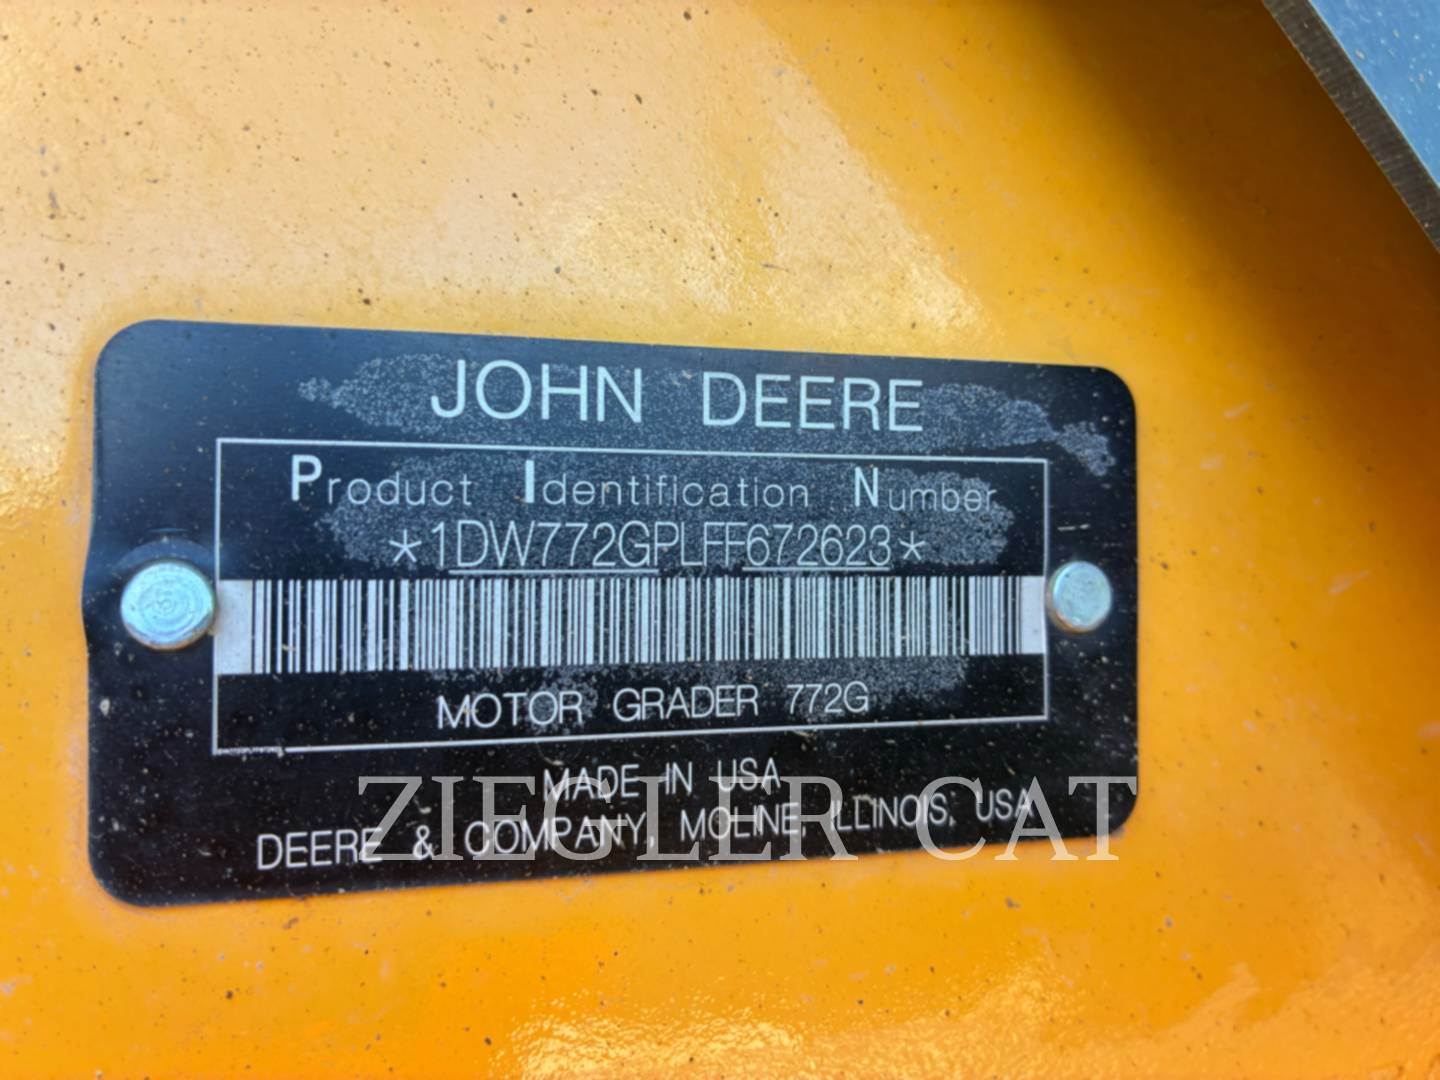 JOHN DEERE
Product Identification Number
*1DW772GPLFF672623*
MOTOR GRADER 772G
MADE IN USA
DEERE & COMPANY, MOLINE, ILLINOIS, USA
ZIEGLER CAT